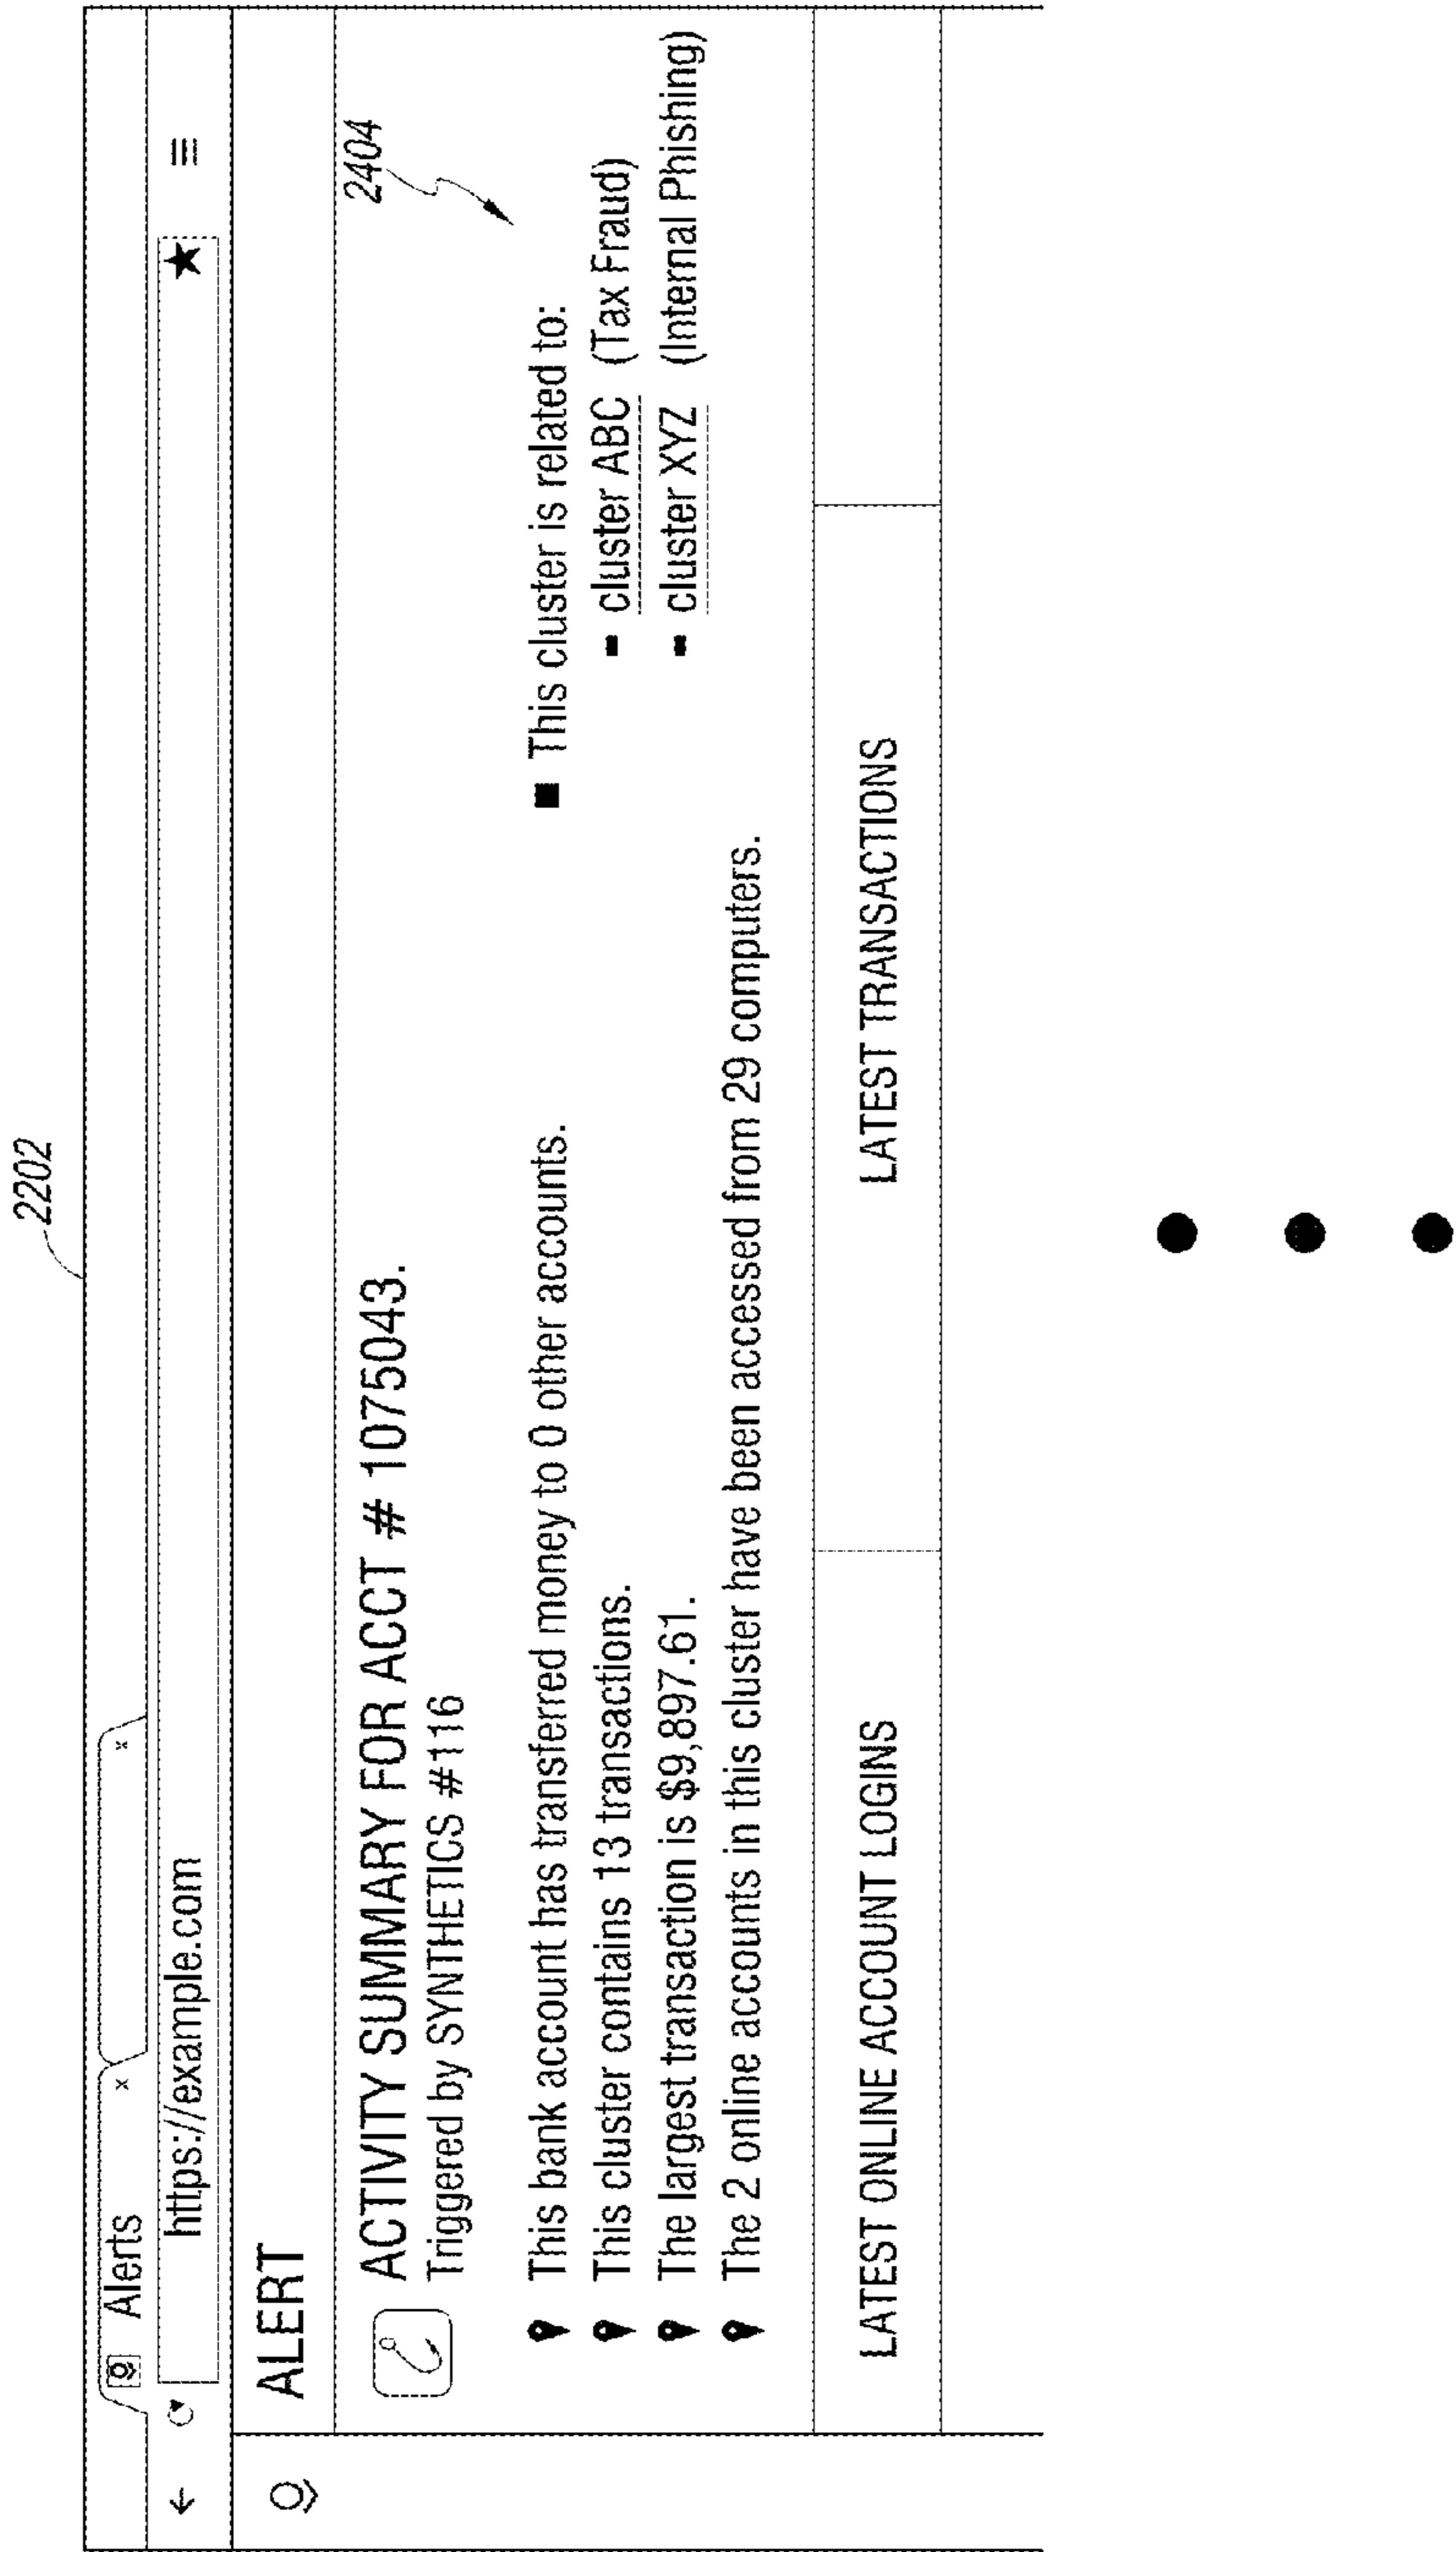 2202
Alerts x x
https://example.com
ALERT
2404
ACTIVITY SUMMARY FOR ACCT # 1075043.
Triggered by SYNTHETICS #116
This bank account has transferred money to 0 other accounts.
This cluster contains 13 transactions.
The largest transaction is $9,897.61.
The 2 online accounts in this cluster have been accessed from 29 computers.
■ This cluster is related to:
- cluster ABC (Tax Fraud)
- cluster XYZ (Internal Phishing)
LATEST ONLINE ACCOUNT LOGINS
LATEST TRANSACTIONS